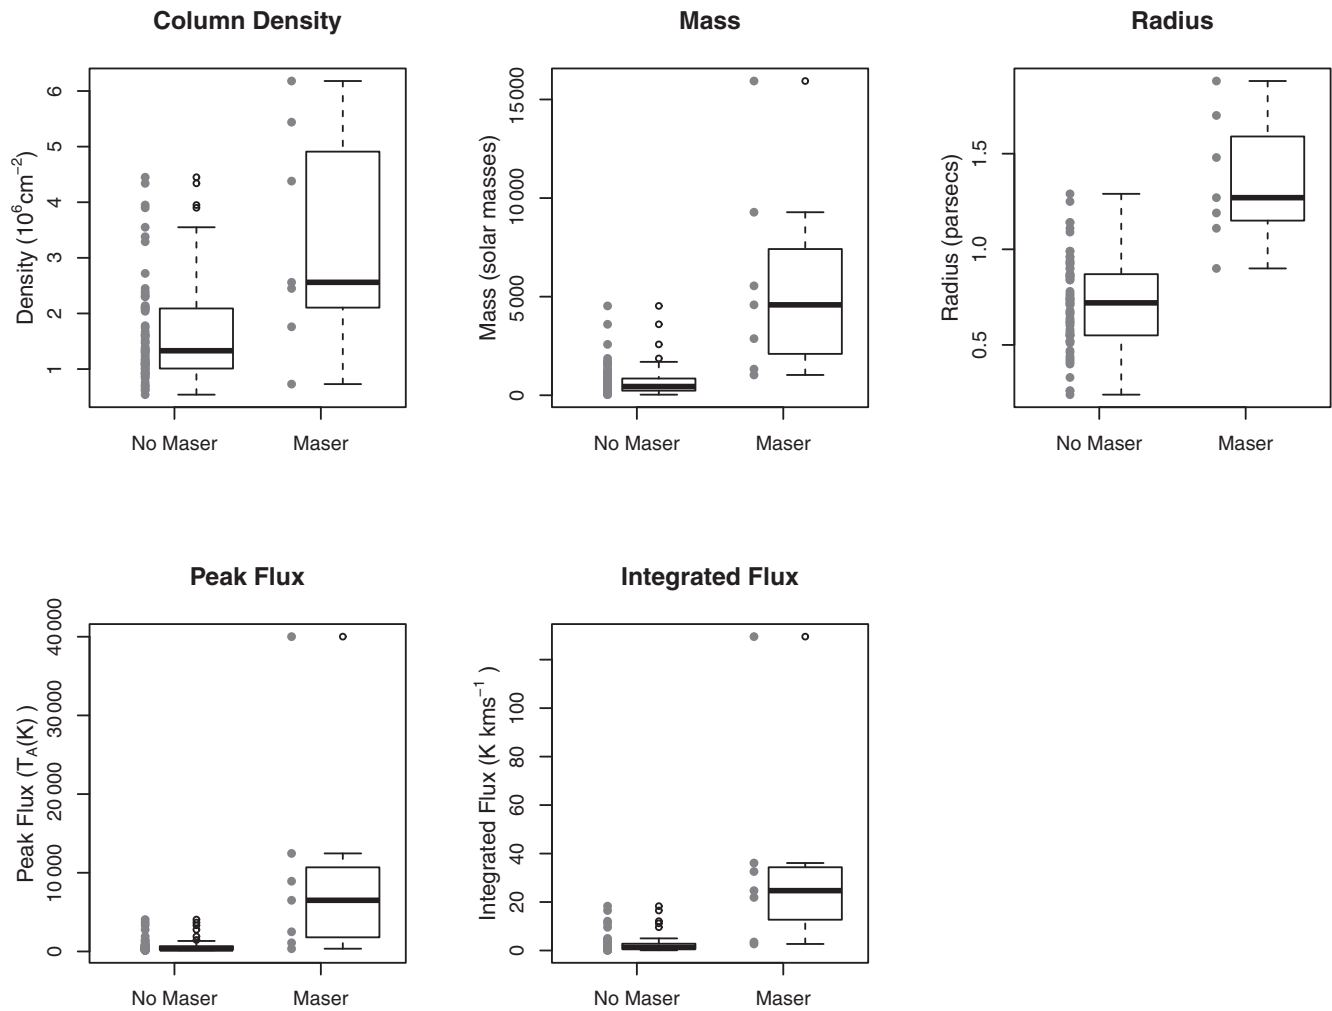 Column Density
Mass
Radius
Density (10⁶cm⁻²)
6
5
4
3
2
1
No Maser
Maser
Mass (solar masses)
15000
10000
5000
0
No Maser
Maser
Radius (parsecs)
1.5
1.0
0.5
No Maser
Maser
Peak Flux
Integrated Flux
Peak Flux (T_A(K) )
40000
30000
20000
10000
0
No Maser
Maser
Integrated Flux (K kms⁻¹ )
100
80
60
40
20
0
No Maser
Maser